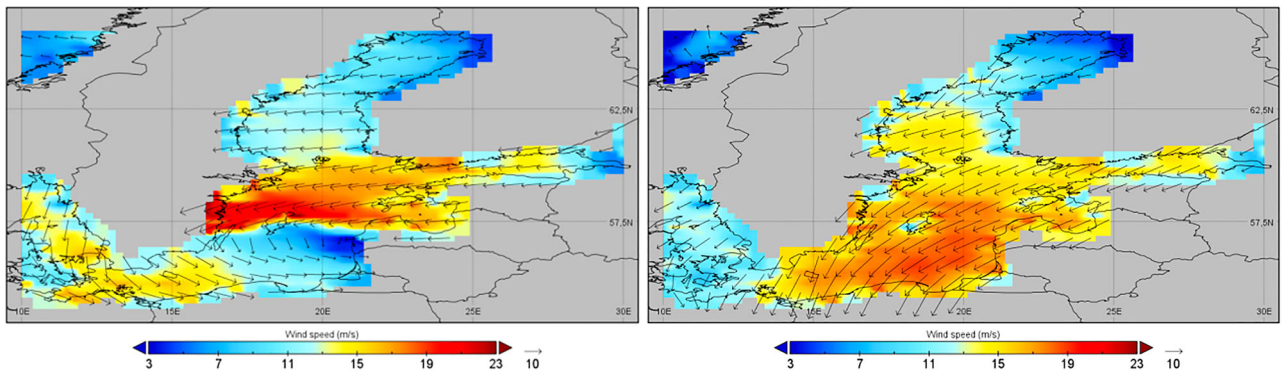 62,5N
57,5N
10E 15E 20E 25E 30E
Wind speed (m/s)
3 7 11 15 19 23 10
62,5N
57,5N
10E 15E 20E 25E 30E
Wind speed (m/s)
3 7 11 15 19 23 10